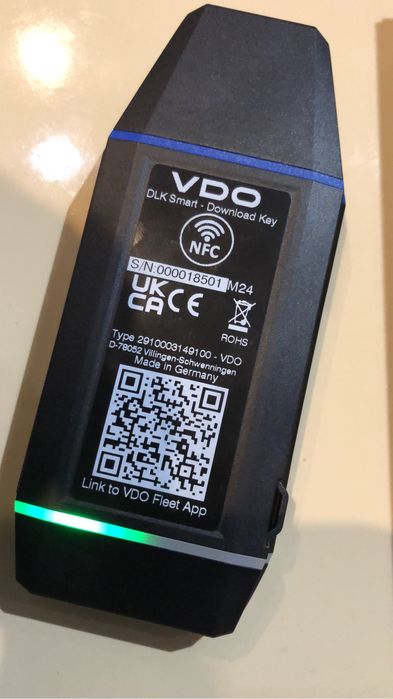 VDO
DLK Smart - Download Key
NFC
S/N:000018501 M24
UK
CA CE
ROHS
Type 2910003149100 - VDO
D-78052 Villingen-Schwenningen
Made in Germany
Link to VDO Fleet App